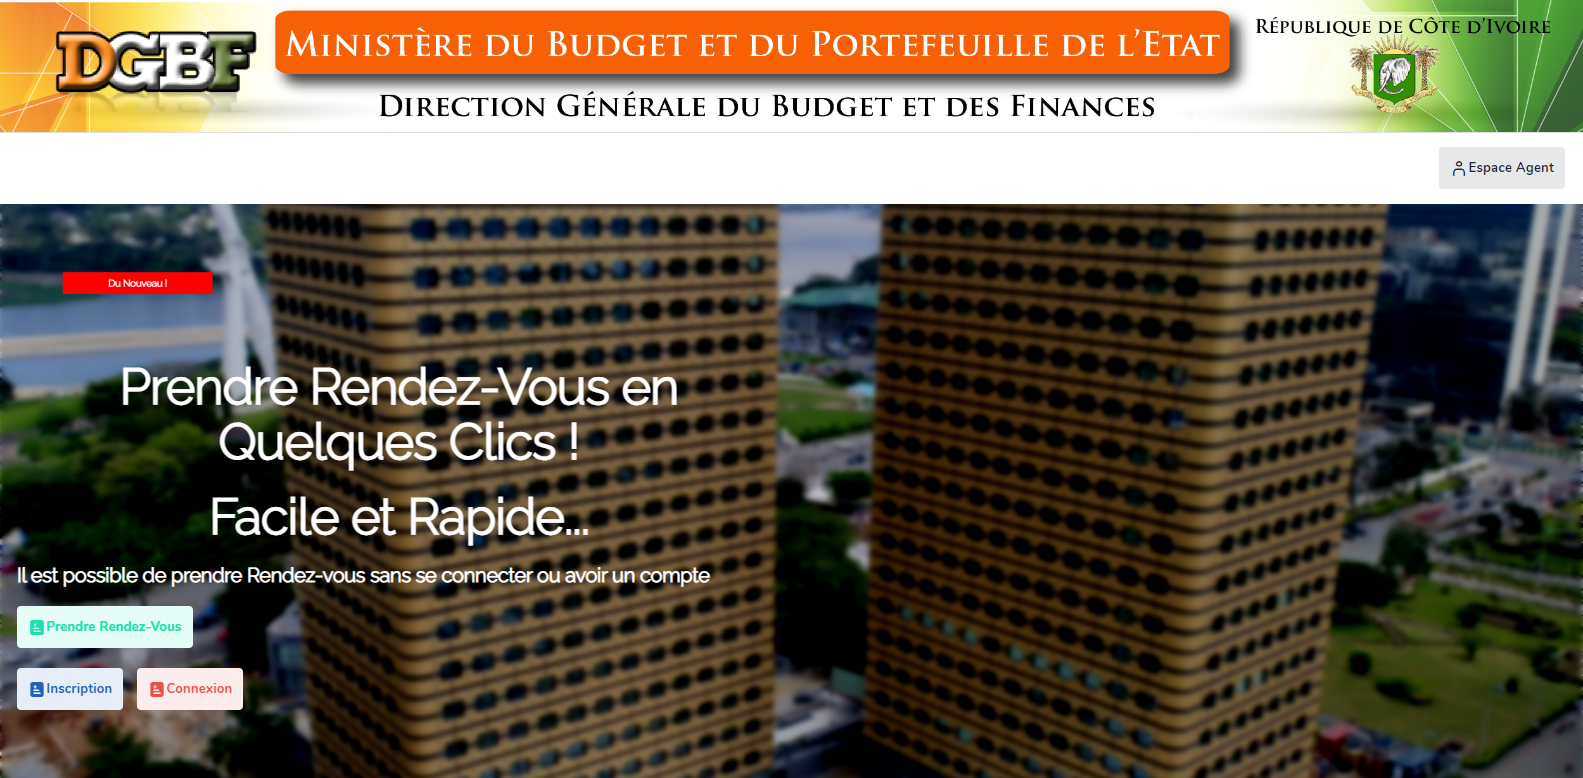 DGBF
Ministère du Budget et du Portefeuille de l'Etat
République de Côte d'Ivoire
Direction Générale du Budget et des Finances
Espace Agent
Du Nouveau !
Prendre Rendez-Vous en
Quelques Clics !
Facile et Rapide...
Il est possible de prendre Rendez-vous sans se connecter ou avoir un compte
Prendre Rendez-Vous
Inscription
Connexion